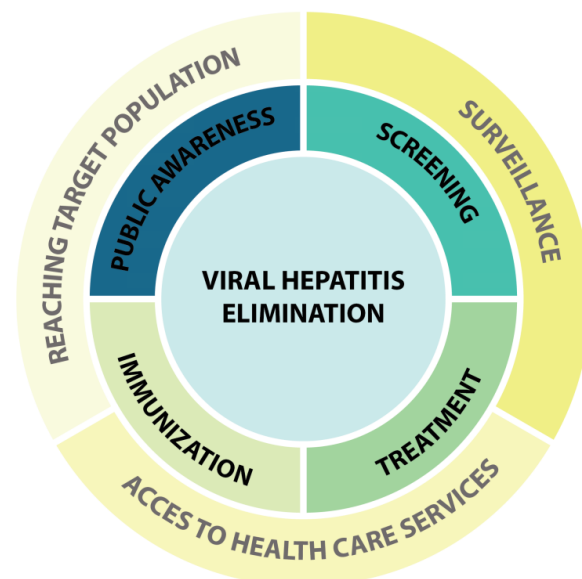 REACHING TARGET POPULATION
SURVEILLANCE
PUBLIC AWARENESS
SCREENING
VIRAL HEPATITIS
ELIMINATION
IMMUNIZATION
TREATMENT
ACCES TO HEALTH CARE SERVICES